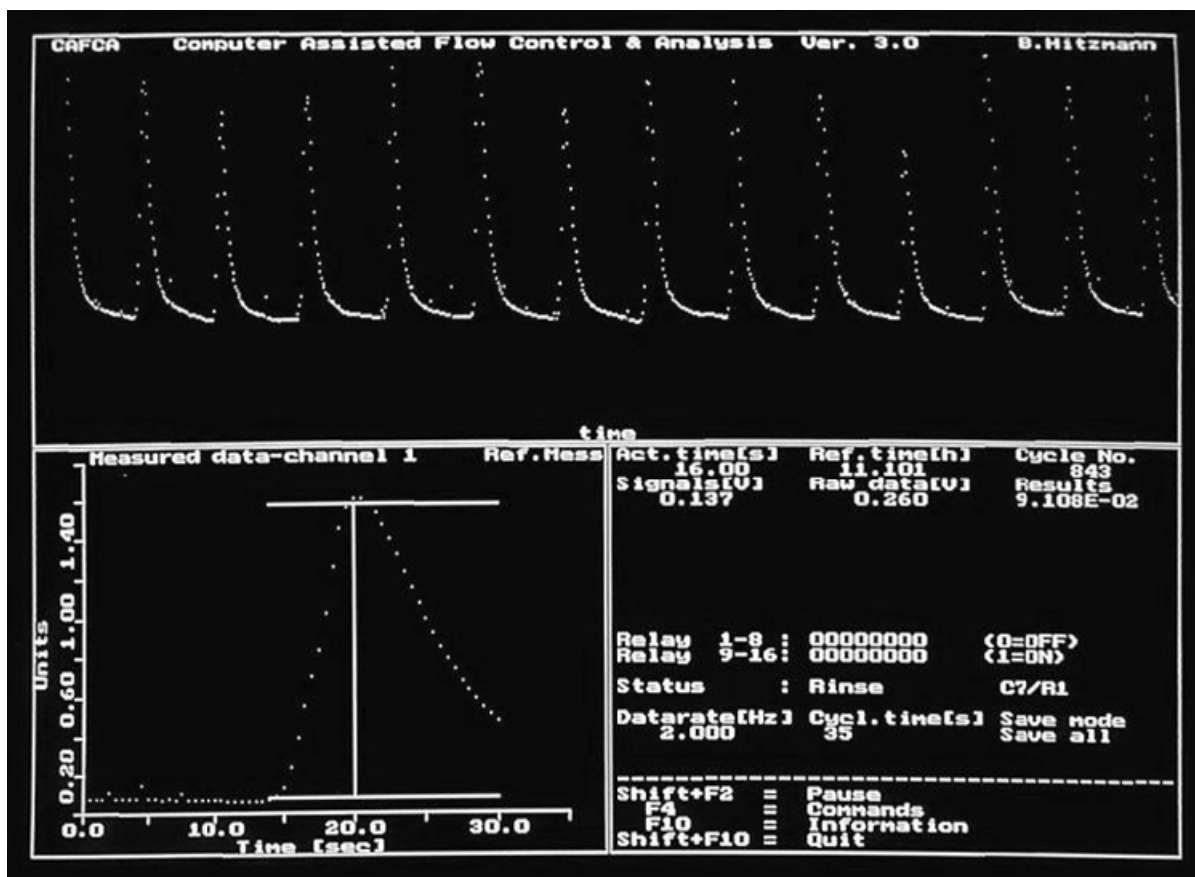 CAFCA Computer Assisted Flow Control & Analysis Ver. 3.0 B.Hitzmann
time
Measured data-channel 1 Ref.Mess
Units
1.40
1.00
0.60
0.20
0.0 10.0 20.0 30.0
Time [sec]
Act.time[s] Ref.time[h] Cycle No.
16.00 11.101 843
Signals[V] Raw data[V] Results
0.137 0.260 9.108E-02
Relay 1-8 : 00000000 (0=OFF)
Relay 9-16: 00000000 (1=ON)
Status : Rinse C7/R1
Datarate[Hz] Cycl.time[s] Save mode
2.000 35 Save all
Shift+F2 = Pause
F4 = Commands
F10 = Information
Shift+F10 = Quit